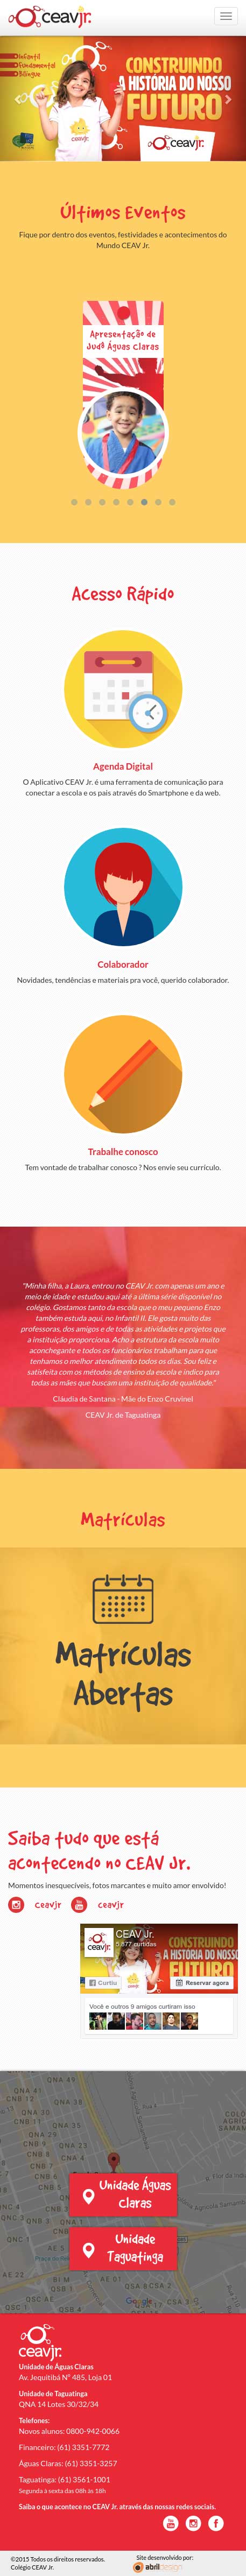 ceavjr.
Infantil
Fundamental
Bilíngue
CONSTRUINDO
A HISTÓRIA DO NOSSO
FUTURO
ceavjr.
ceavjr.
Últimos Eventos
Fique por dentro dos eventos, festividades e acontecimentos do
Mundo CEAV Jr.
Apresentação de
Judô Águas Claras
Acesso Rápido
Agenda Digital
O Aplicativo CEAV Jr. é uma ferramenta de comunicação para
conectar a escola e os pais através do Smartphone e da web.
Colaborador
Novidades, tendências e materiais pra você, querido colaborador.
Trabalhe conosco
Tem vontade de trabalhar conosco ? Nos envie seu currículo.
"Minha filha, a Laura, entrou no CEAV Jr. com apenas um ano e
meio de idade e estudou aqui até a última série disponível no
colégio. Gostamos tanto da escola que o meu pequeno Enzo
também estuda aqui, no Infantil II. Ele gosta muito das
professoras, dos amigos e de todas as atividades e projetos que
a instituição proporciona. Acho a estrutura da escola muito
aconchegante e todos os funcionários trabalham para que
tenhamos o melhor atendimento todos os dias. Sou feliz e
satisfeita com os métodos de ensino da escola e indico para
todas as mães que buscam uma instituição de qualidade."
Cláudia de Santana - Mãe do Enzo Cruvinel
CEAV Jr. de Taguatinga
Matrículas
Matrículas
Abertas
Saiba tudo que está
acontecendo no CEAV Jr.
Momentos inesquecíveis, fotos marcantes e muito amor envolvido!
ceavjr
ceavjr
CEAV Jr.
5.877 curtidas
Curtiu
Reservar agora
Você e outros 9 amigos curtiram isso
Unidade Águas
Claras
Unidade
Taguatinga
Google
ceavjr.
Unidade de Águas Claras
Av. Jequitibá Nº 485, Loja 01
Unidade de Taguatinga
QNA 14 Lotes 30/32/34
Telefones:
Novos alunos: 0800-942-0066
Financeiro: (61) 3351-7772
Águas Claras: (61) 3351-3257
Taguatinga: (61) 3561-1001
Segunda à sexta das 08h às 18h
Saiba o que acontece no CEAV Jr. através das nossas redes sociais.
©2015 Todos os direitos reservados.
Colégio CEAV Jr.
Site desenvolvido por:
abrildesign